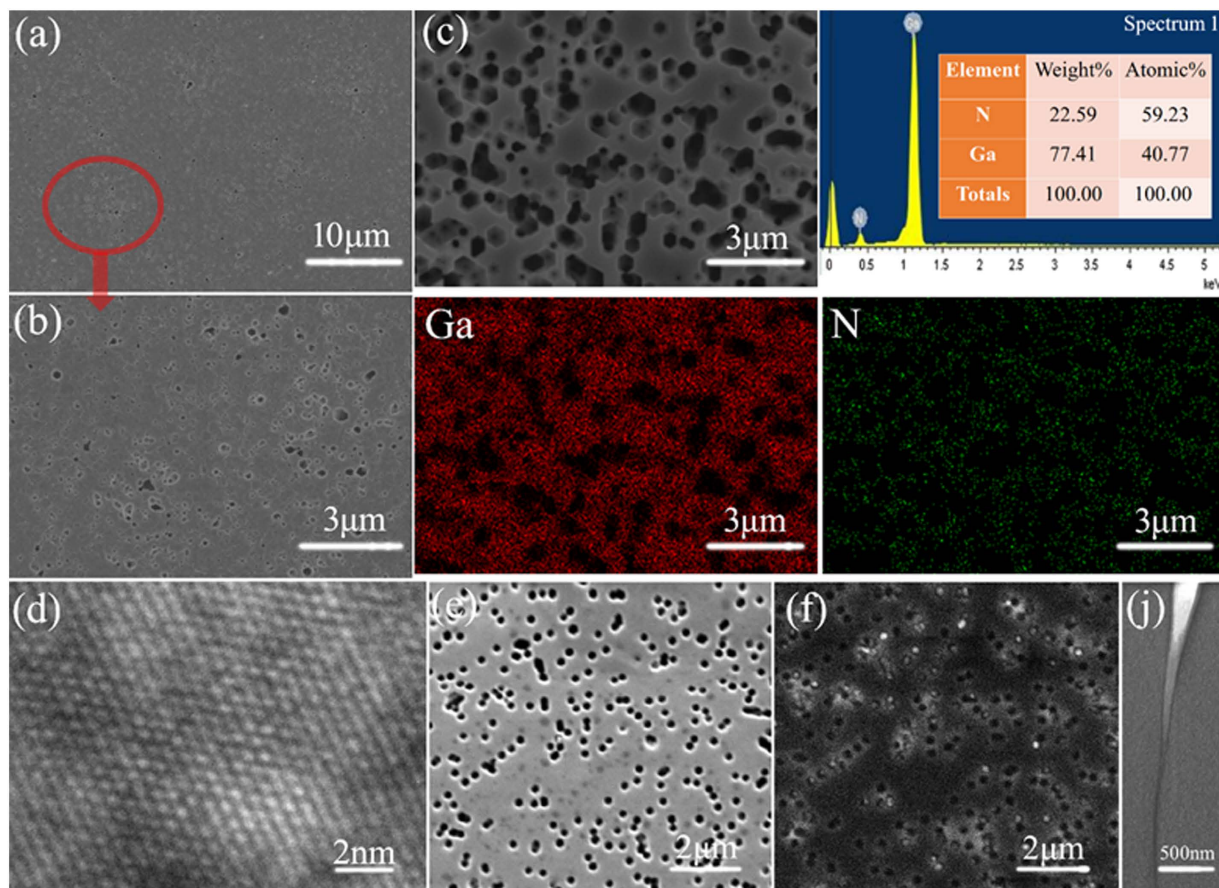 (a)
10μm
(b)
3μm
(c)
3μm
Spectrum 1
Element Weight% Atomic%
N 22.59 59.23
Ga 77.41 40.77
Totals 100.00 100.00
Ga
N
0 0.5 1 1.5 2 2.5 3 3.5 4 4.5 5
keV
Ga
3μm
N
3μm
(d)
2nm
(e)
2μm
(f)
2μm
(j)
500nm